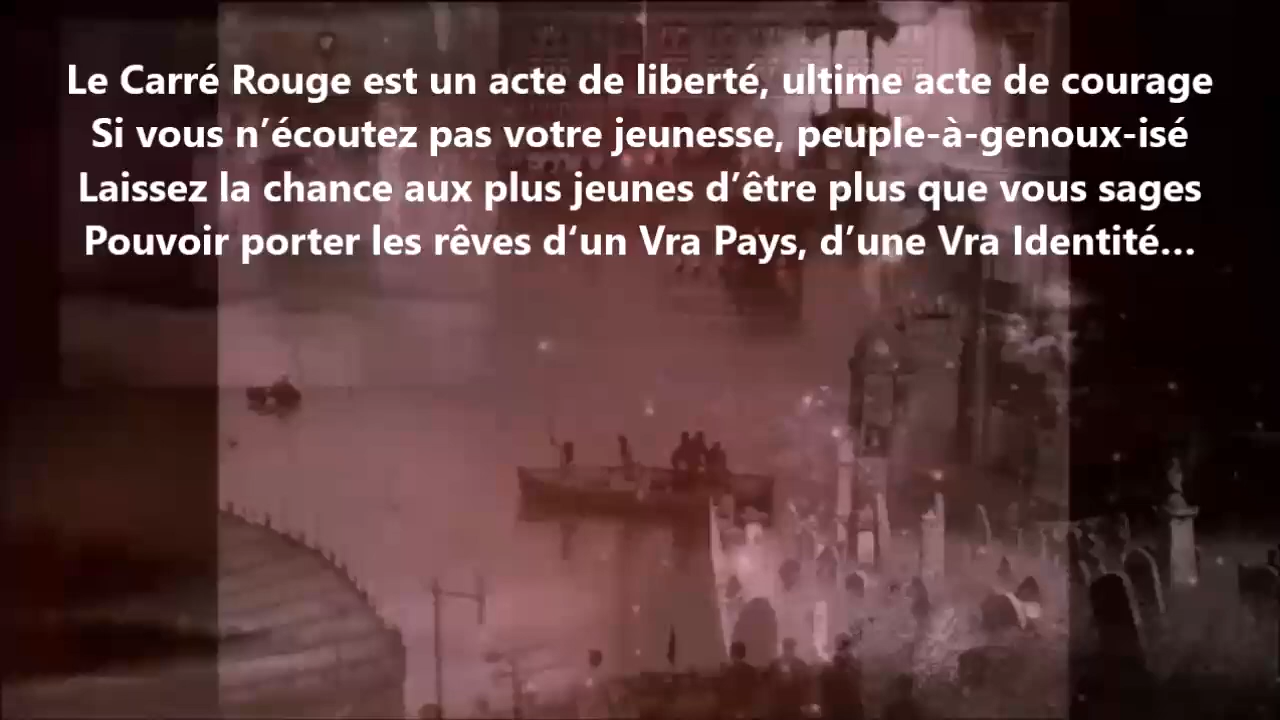 Le Carré Rouge est un acte de liberté, ultime acte de courage
Si vous n’écoutez pas votre jeunesse, peuple-à-genoux-isé
Laissez la chance aux plus jeunes d’être plus que vous sages
Pouvoir porter les rêves d‘un Vra Pays, d’une Vra Identité…